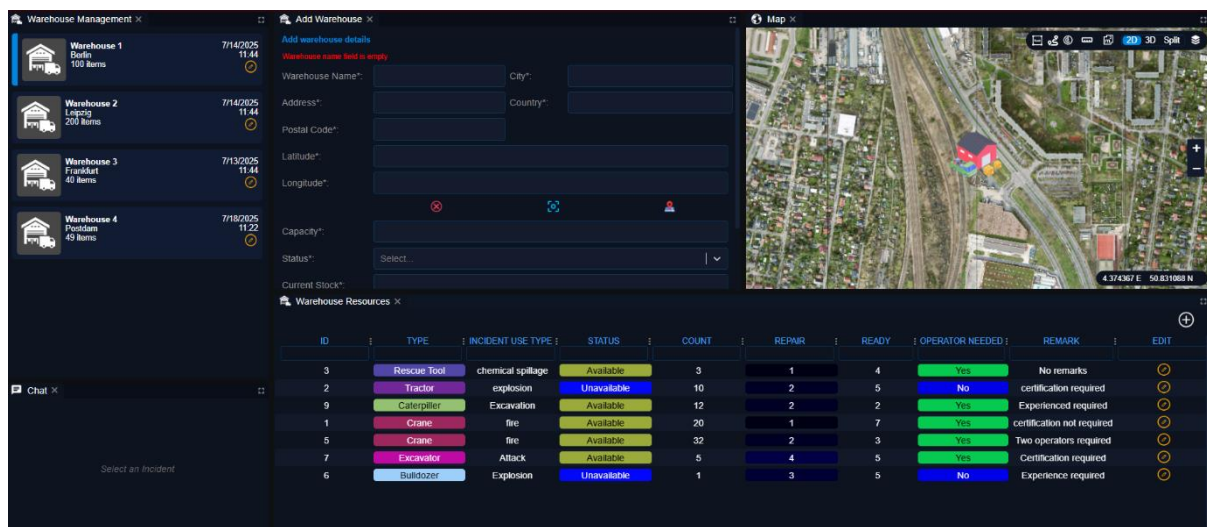 Warehouse Management ×
Warehouse 1
Berlin
100 items
7/14/2025
11:44
Warehouse 2
Leipzig
200 items
7/14/2025
11:44
Warehouse 3
Frankfurt
40 items
7/13/2025
11:44
Warehouse 4
Postdam
49 items
7/18/2025
11:22
Chat ×
Select an Incident
Add Warehouse ×
Add warehouse details
Warehouse name field is empty
Warehouse Name*: City*:
Address*: Country*:
Postal Code*:
Latitude*:
Longitude*:
Capacity*:
Status*: Select...
Current Stock*:
Map ×
2D 3D Split
+
−
4.374367 E 50.831088 N
Warehouse Resources ×
ID TYPE INCIDENT USE TYPE STATUS COUNT REPAIR READY OPERATOR NEEDED REMARK EDIT
3 Rescue Tool chemical spillage Available 3 1 4 Yes No remarks
2 Tractor explosion Unavailable 10 2 5 No certification required
9 Caterpiller Excavation Available 12 2 2 Yes Experienced required
1 Crane fire Available 20 1 7 Yes certification not required
5 Crane fire Available 32 2 3 Yes Two operators required
7 Excavator Attack Available 5 4 5 Yes Certification required
6 Bulldozer Explosion Unavailable 1 3 5 No Experience required